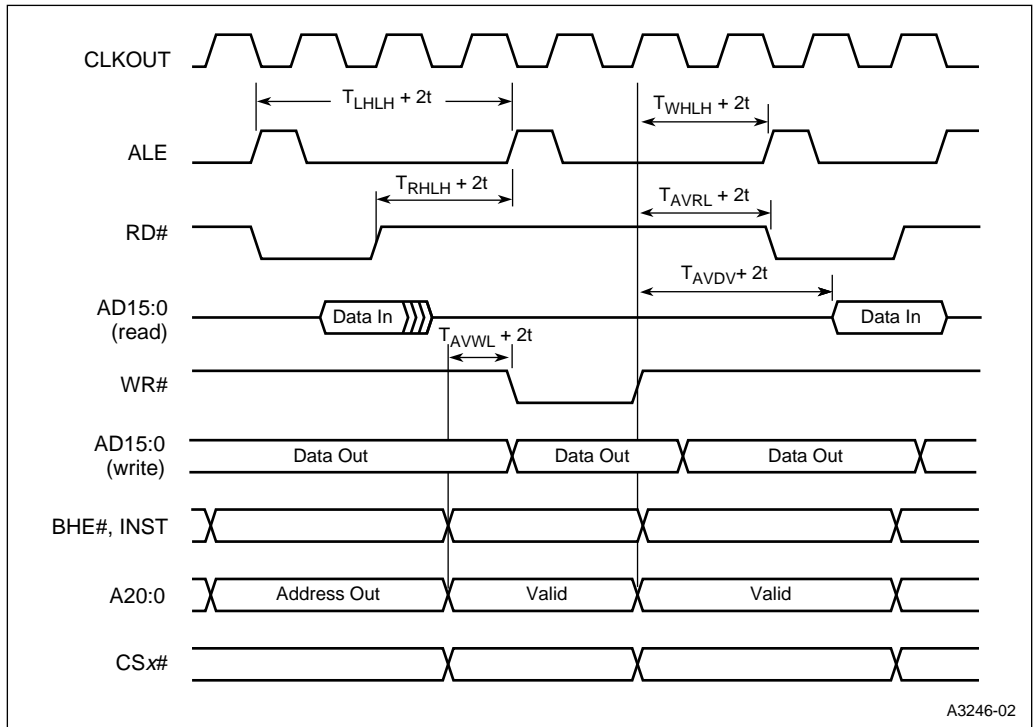 CLKOUT
T_LHLH + 2t
T_WHLH + 2t
ALE
T_RHLH + 2t
T_AVRL + 2t
RD#
T_AVDV+ 2t
AD15:0
(read)
Data In
Data In
T_AVWL + 2t
WR#
AD15:0
(write)
Data Out
Data Out
Data Out
BHE#, INST
A20:0
Address Out
Valid
Valid
CSx#
A3246-02